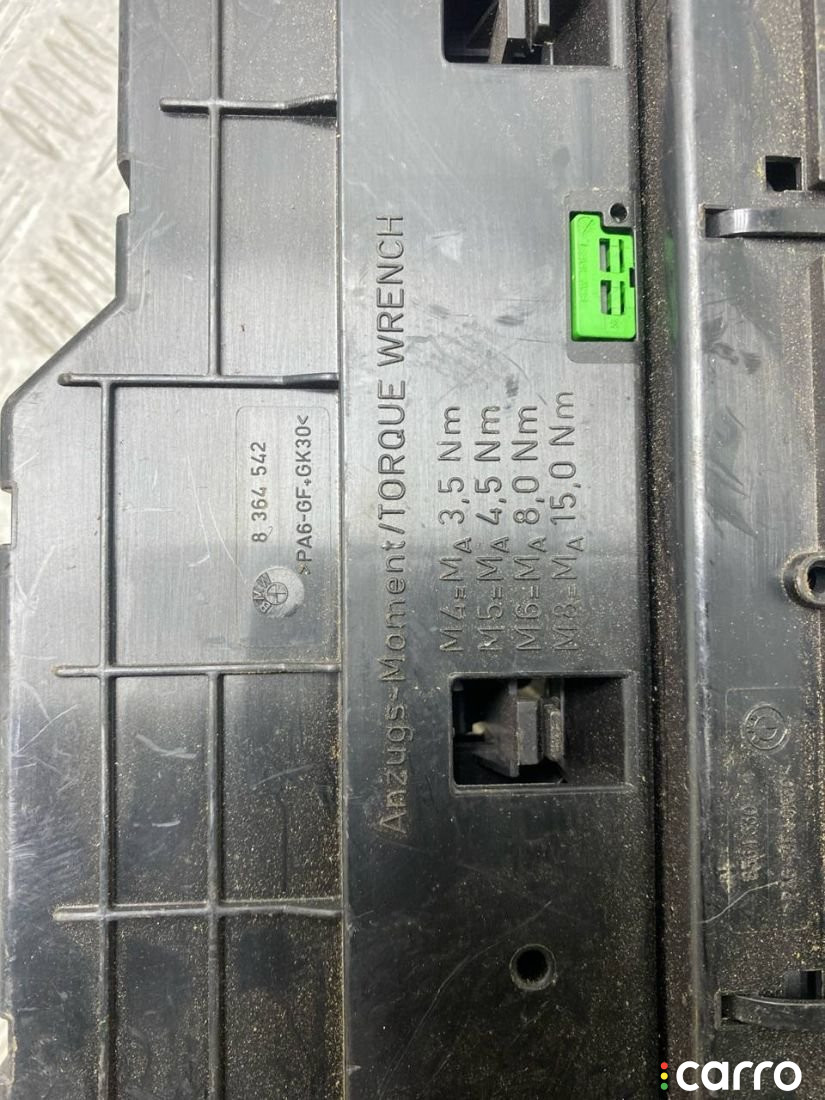 8 364 542
>PA6-GF+GK30<
Anzugs-Moment/TORQUE WRENCH
M4=MA 3,5 Nm
M5=MA 4,5 Nm
M6=MA 8,0 Nm
M8=MA 15,0 Nm
carro